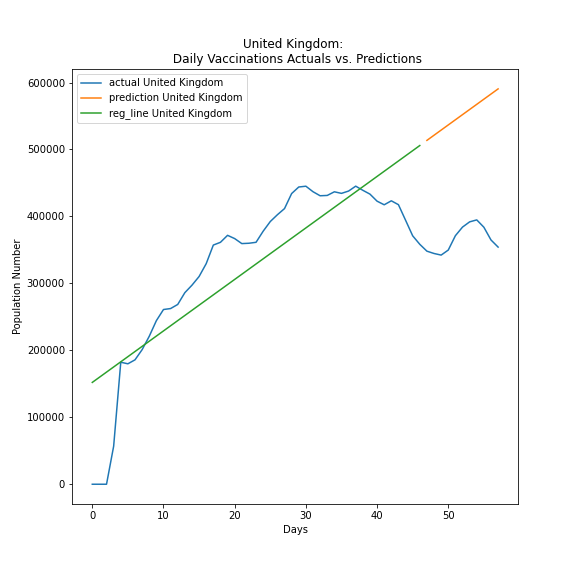 United Kingdom:
Daily Vaccinations Actuals vs. Predictions
actual United Kingdom
prediction United Kingdom
reg_line United Kingdom
600000
500000
400000
300000
200000
100000
0
Population Number
0 10 20 30 40 50
Days